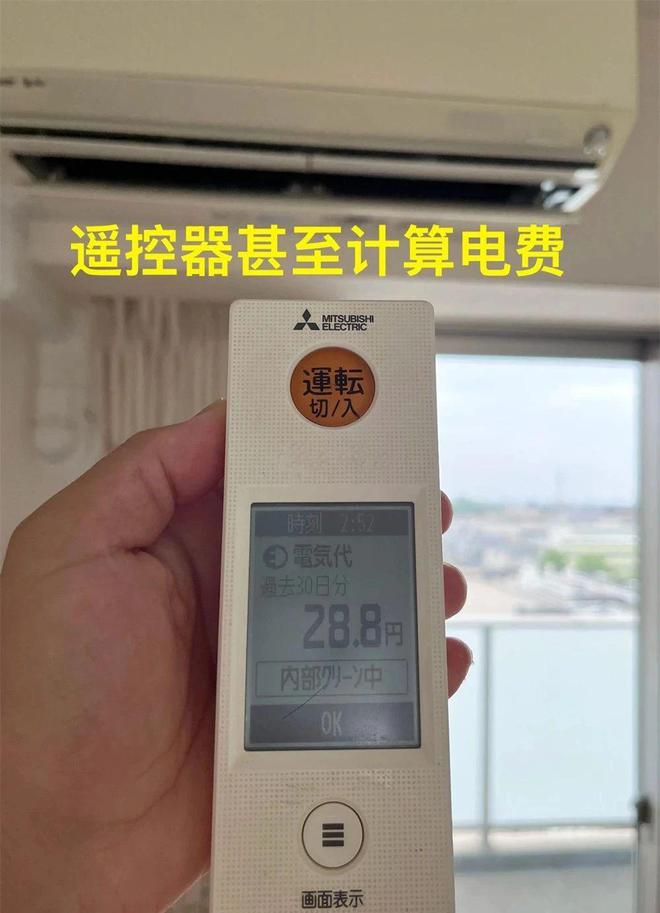 遥控器甚至计算电费
MITSUBISHI
ELECTRIC
運転
切/入
時刻 2:52
電気代
過去30日分
28.8円
内部クリーン中
OK
画面表示